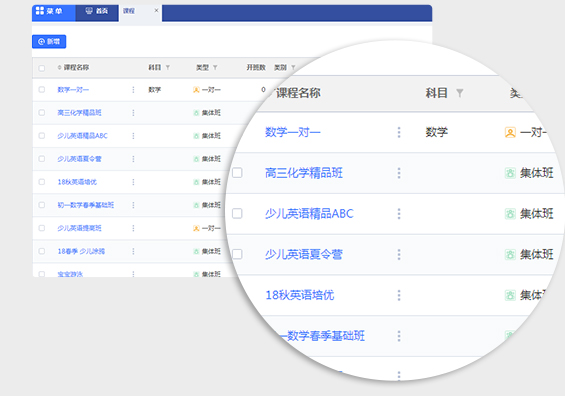 菜单 首页 课程 ×
新增
课程名称 科目 类型 开班数 类别
数学一对一 数学 一对一 0
高三化学精品班 集体班
少儿英语精品ABC 集体班
少儿英语夏令营 集体班
18秋英语培优 集体班
初一数学春季基础班 集体班
少儿英语提高班 一对一
18春季 少儿涂鸦 集体班
宝宝游泳 集体班
课程名称 科目
数学一对一 数学 一对一
高三化学精品班 集体班
少儿英语精品ABC 集体班
少儿英语夏令营 集体班
18秋英语培优 集体班
一数学春季基础班